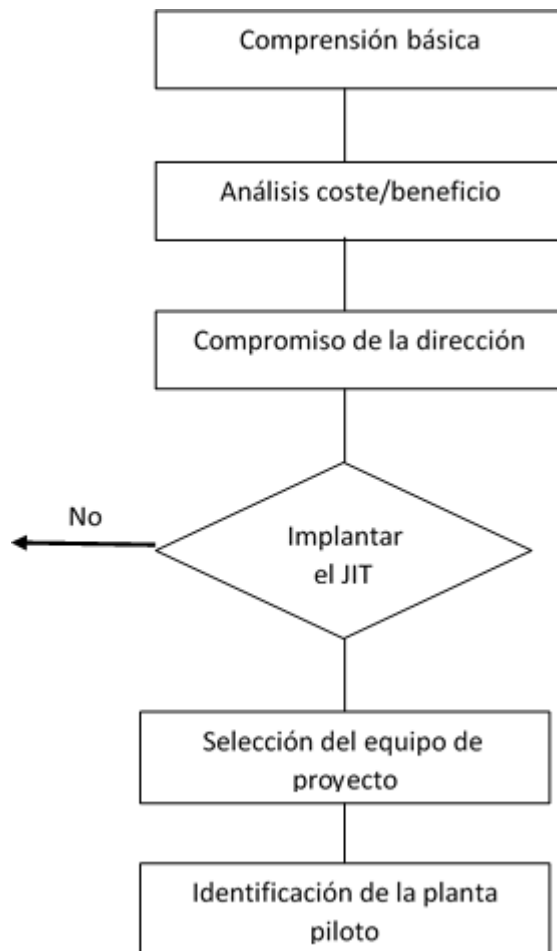 Comprensión básica
Análisis coste/beneficio
Compromiso de la dirección
No
Implantar
el JIT
Selección del equipo de
proyecto
Identificación de la planta
piloto